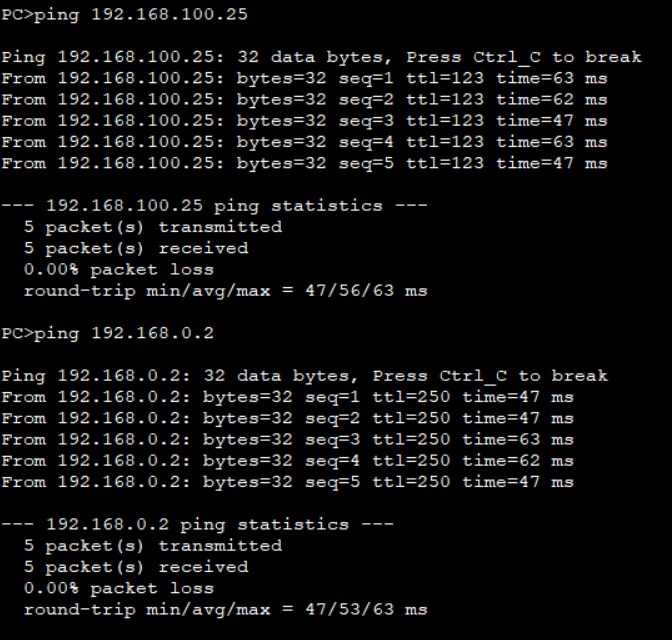 PC>ping 192.168.100.25
Ping 192.168.100.25: 32 data bytes, Press Ctrl_C to break
From 192.168.100.25: bytes=32 seq=1 ttl=123 time=63 ms
From 192.168.100.25: bytes=32 seq=2 ttl=123 time=62 ms
From 192.168.100.25: bytes=32 seq=3 ttl=123 time=47 ms
From 192.168.100.25: bytes=32 seq=4 ttl=123 time=63 ms
From 192.168.100.25: bytes=32 seq=5 ttl=123 time=47 ms
--- 192.168.100.25 ping statistics ---
5 packet(s) transmitted
5 packet(s) received
0.00% packet loss
round-trip min/avg/max = 47/56/63 ms
PC>ping 192.168.0.2
Ping 192.168.0.2: 32 data bytes, Press Ctrl_C to break
From 192.168.0.2: bytes=32 seq=1 ttl=250 time=47 ms
From 192.168.0.2: bytes=32 seq=2 ttl=250 time=47 ms
From 192.168.0.2: bytes=32 seq=3 ttl=250 time=63 ms
From 192.168.0.2: bytes=32 seq=4 ttl=250 time=62 ms
From 192.168.0.2: bytes=32 seq=5 ttl=250 time=47 ms
--- 192.168.0.2 ping statistics ---
5 packet(s) transmitted
5 packet(s) received
0.00% packet loss
round-trip min/avg/max = 47/53/63 ms